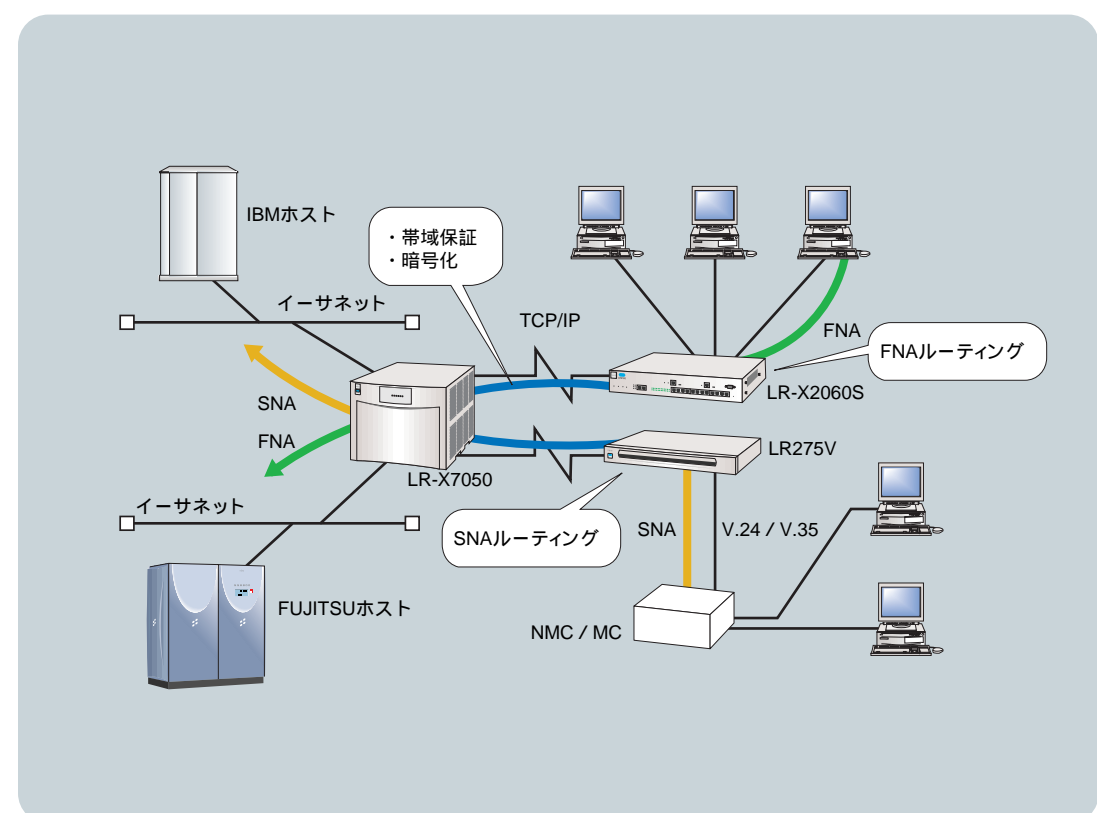 IBMホスト
・帯域保証
・暗号化
イーサネット
TCP/IP
FNA
FNAルーティング
LR-X2060S
SNA
FNA
LR-X7050
LR275V
イーサネット
SNAルーティング
SNA
V.24 / V.35
FUJITSUホスト
NMC / MC